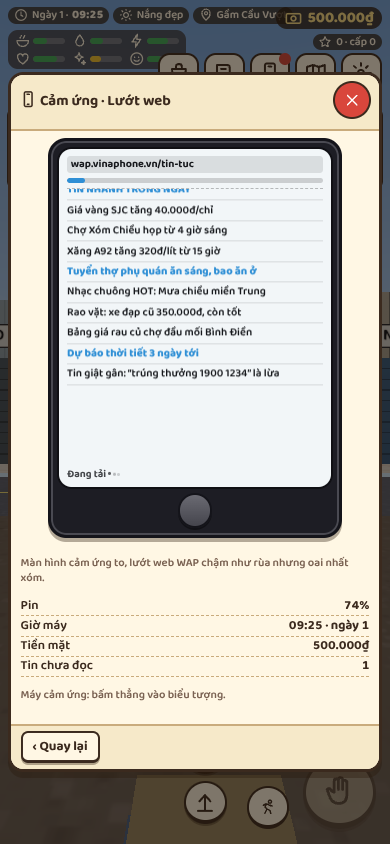 Ngày 1 · 09:25
Nắng đẹp
Gầm Cầu Vư
500.000₫
0 · cấp 0
Cảm ứng · Lướt web
wap.vinaphone.vn/tin-tuc
TIN NHANH TRONG NGÀY
Giá vàng SJC tăng 40.000đ/chỉ
Chợ Xóm Chiếu họp từ 4 giờ sáng
Xăng A92 tăng 320đ/lít từ 15 giờ
Tuyển thợ phụ quán ăn sáng, bao ăn ở
Nhạc chuông HOT: Mưa chiều miền Trung
Rao vặt: xe đạp cũ 350.000đ, còn tốt
Bảng giá rau củ chợ đầu mối Bình Điền
Dự báo thời tiết 3 ngày tới
Tin giật gân: "trúng thưởng 1900 1234" là lừa
Đang tải
Màn hình cảm ứng to, lướt web WAP chậm như rùa nhưng oai nhất
xóm.
Pin 74%
Giờ máy 09:25 · ngày 1
Tiền mặt 500.000₫
Tin chưa đọc 1
Máy cảm ứng: bấm thẳng vào biểu tượng.
‹ Quay lại